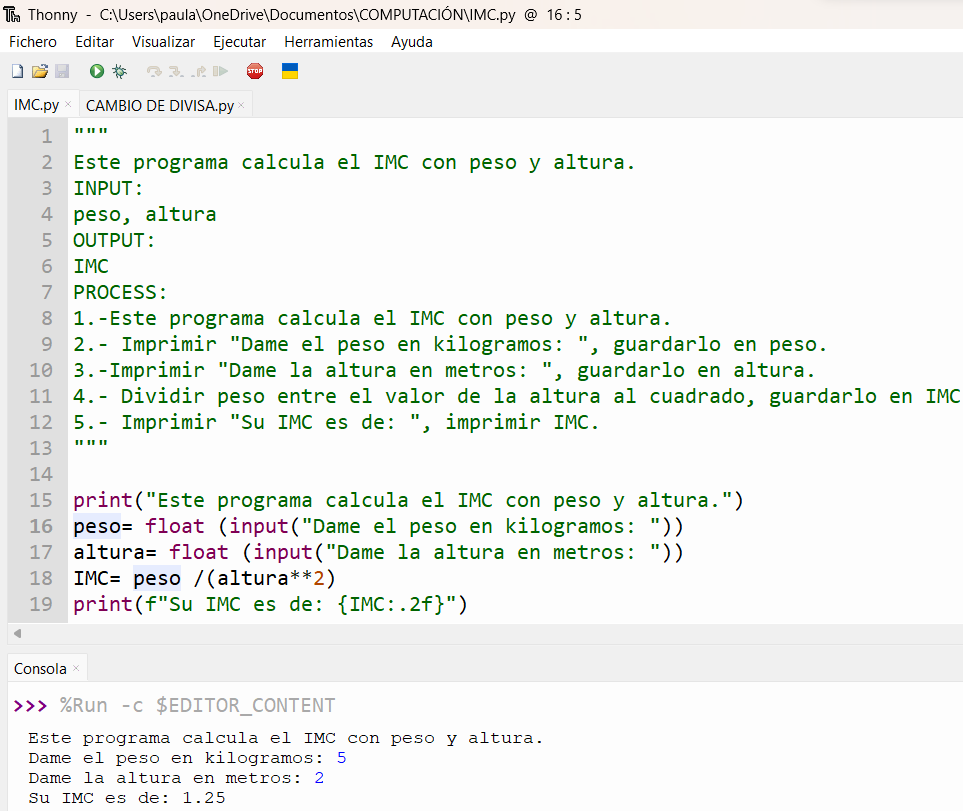 Thonny - C:\Users\paula\OneDrive\Documentos\COMPUTACIÓN\IMC.py @ 16 : 5
Fichero Editar Visualizar Ejecutar Herramientas Ayuda
STOP
IMC.py × CAMBIO DE DIVISA.py ×
1 """
2 Este programa calcula el IMC con peso y altura.
3 INPUT:
4 peso, altura
5 OUTPUT:
6 IMC
7 PROCESS:
8 1.-Este programa calcula el IMC con peso y altura.
9 2.- Imprimir "Dame el peso en kilogramos: ", guardarlo en peso.
10 3.-Imprimir "Dame la altura en metros: ", guardarlo en altura.
11 4.- Dividir peso entre el valor de la altura al cuadrado, guardarlo en IMC
12 5.- Imprimir "Su IMC es de: ", imprimir IMC.
13 """
14
15 print("Este programa calcula el IMC con peso y altura.")
16 peso= float (input("Dame el peso en kilogramos: "))
17 altura= float (input("Dame la altura en metros: "))
18 IMC= peso /(altura**2)
19 print(f"Su IMC es de: {IMC:.2f}")
Consola ×
>>> %Run -c $EDITOR_CONTENT
Este programa calcula el IMC con peso y altura.
Dame el peso en kilogramos: 5
Dame la altura en metros: 2
Su IMC es de: 1.25